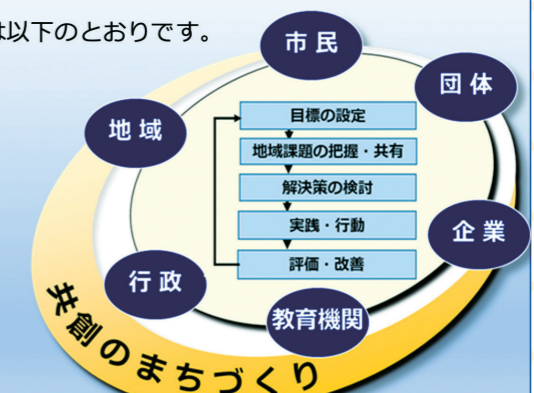 は以下のとおりです。
市民
団体
地域
目標の設定
地域課題の把握・共有
解決策の検討
実践・行動
評価・改善
企業
行政
教育機関
共創のまちづくり